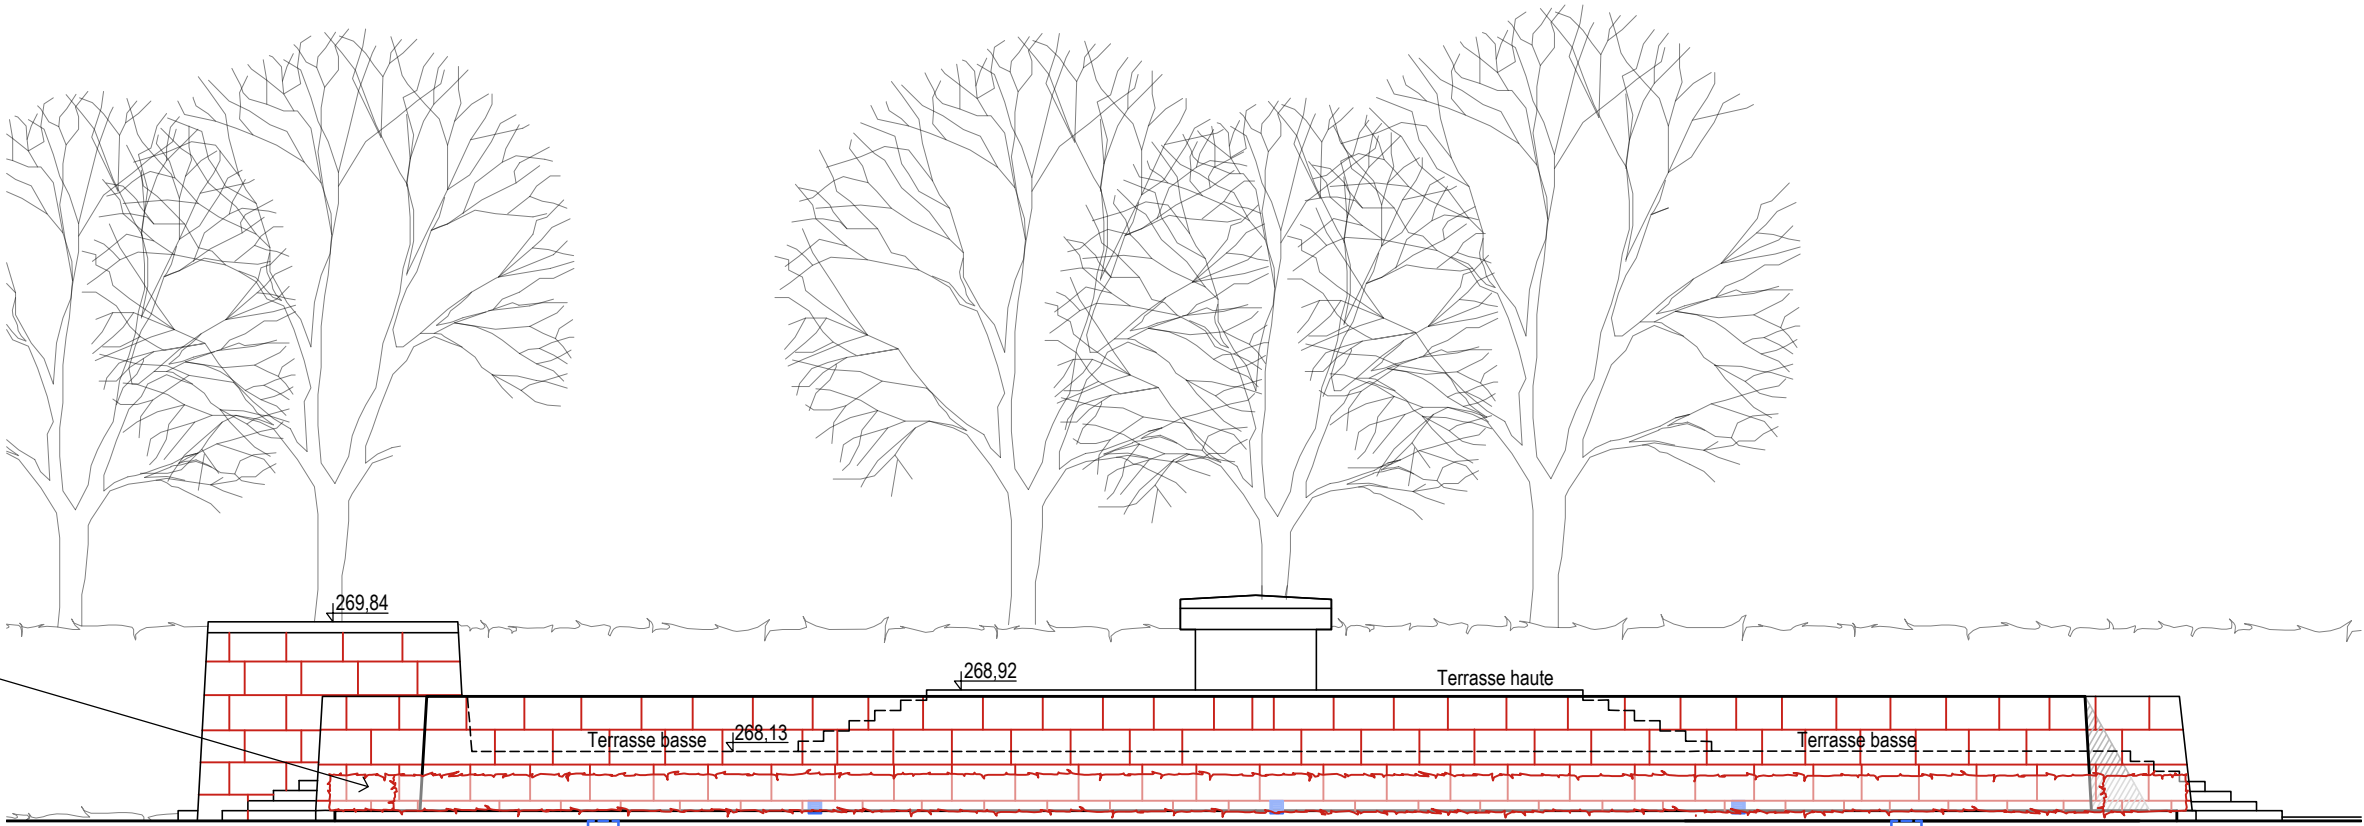 269,84
268,92
Terrasse haute
Terrasse basse
268,13
Terrasse basse